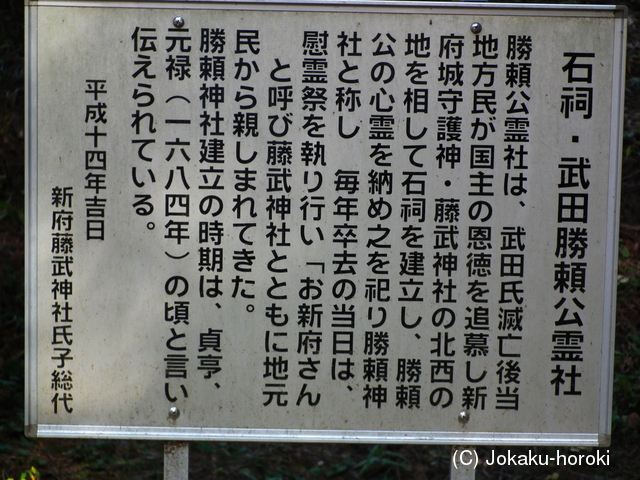 石祠・武田勝頼公霊社
勝頼公霊社は、武田氏滅亡後当
地方民が国主の恩徳を追慕し新
府城守護神・藤武神社の北西の
地を相して石祠を建立し、勝頼
公の心霊を納め之を祀り勝頼神
社と称し　毎年卒去の当日は、
慰霊祭を執り行い「お新府さん
と呼び藤武神社とともに地元
民から親しまれてきた。
勝頼神社建立の時期は、貞亨、
元禄（一六八四年）の頃と言い
伝えられている。
平成十四年吉日
新府藤武神社氏子総代
(C) Jokaku-horoki